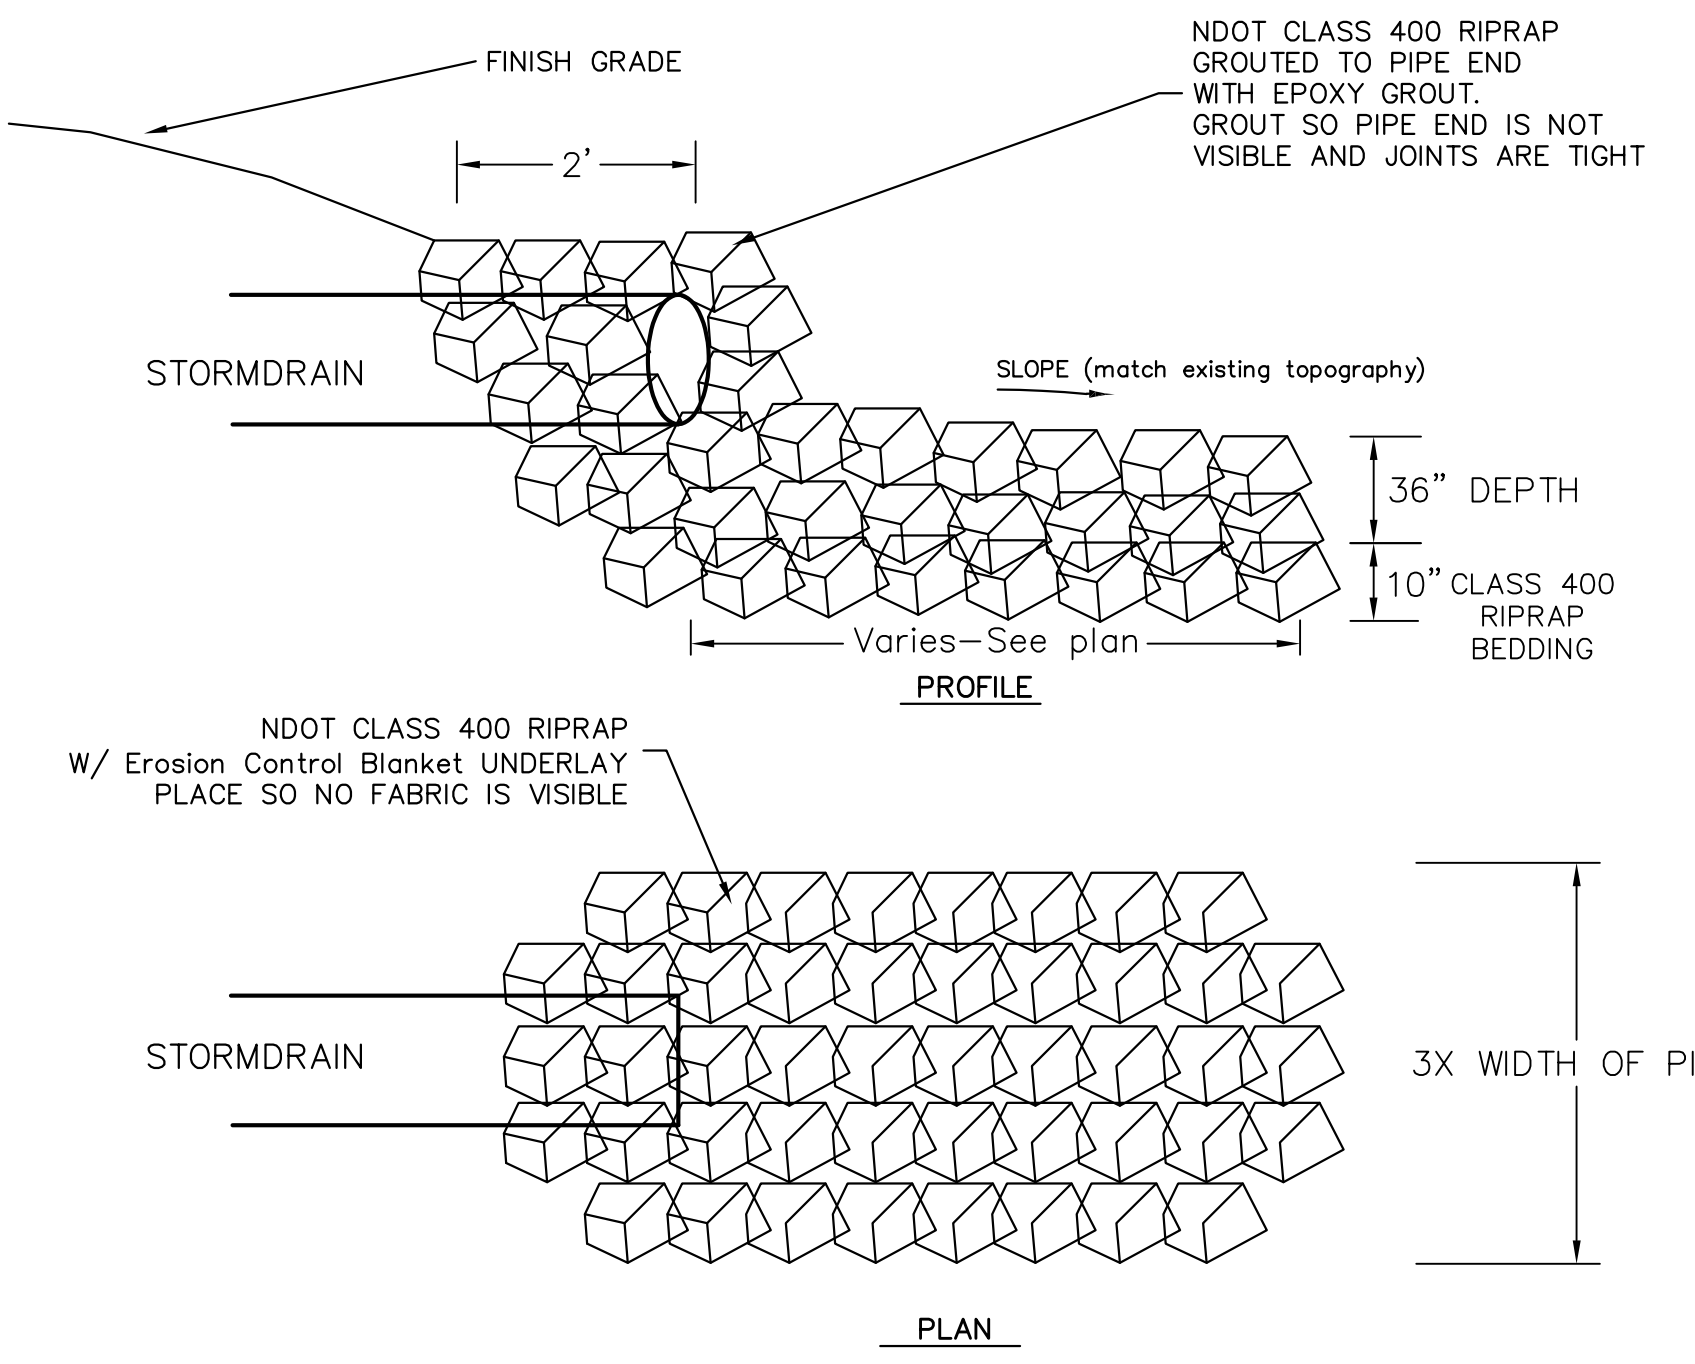 FINISH GRADE
NDOT CLASS 400 RIPRAP
GROUTED TO PIPE END
WITH EPOXY GROUT.
GROUT SO PIPE END IS NOT
VISIBLE AND JOINTS ARE TIGHT
2'
STORMDRAIN
SLOPE (match existing topography)
36" DEPTH
10" CLASS 400
RIPRAP
BEDDING
Varies-See plan
PROFILE
NDOT CLASS 400 RIPRAP
W/ Erosion Control Blanket UNDERLAY
PLACE SO NO FABRIC IS VISIBLE
STORMDRAIN
3X WIDTH OF PI
PLAN